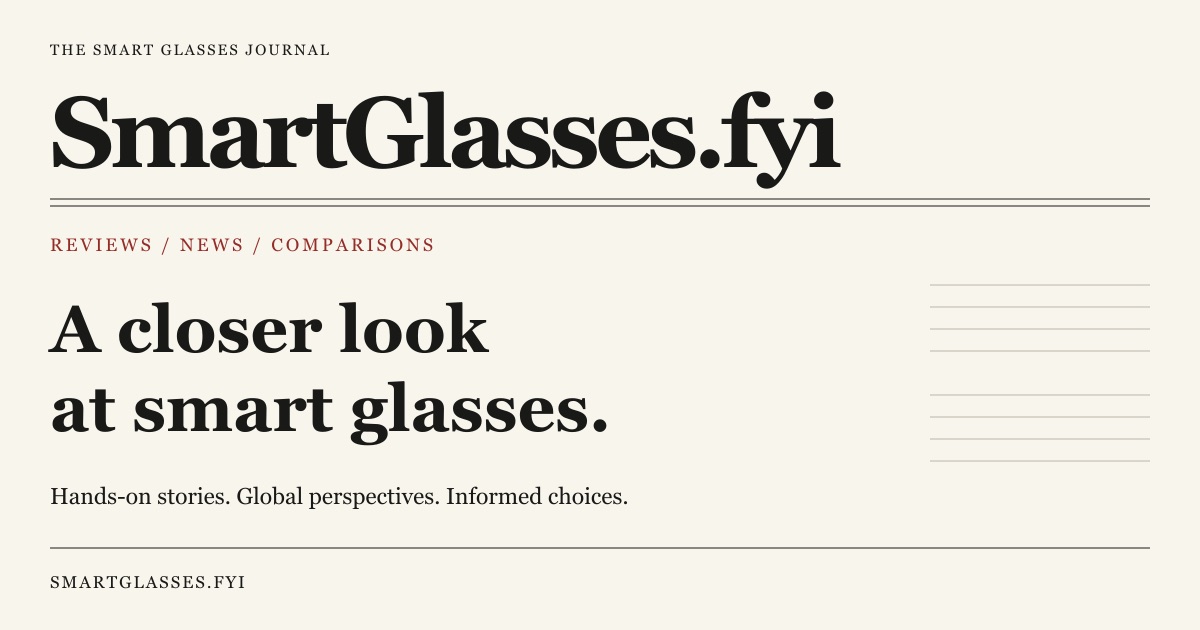 THE SMART GLASSES JOURNAL
SmartGlasses.fyi
REVIEWS / NEWS / COMPARISONS
A closer look
at smart glasses.
Hands-on stories. Global perspectives. Informed choices.
SMARTGLASSES.FYI